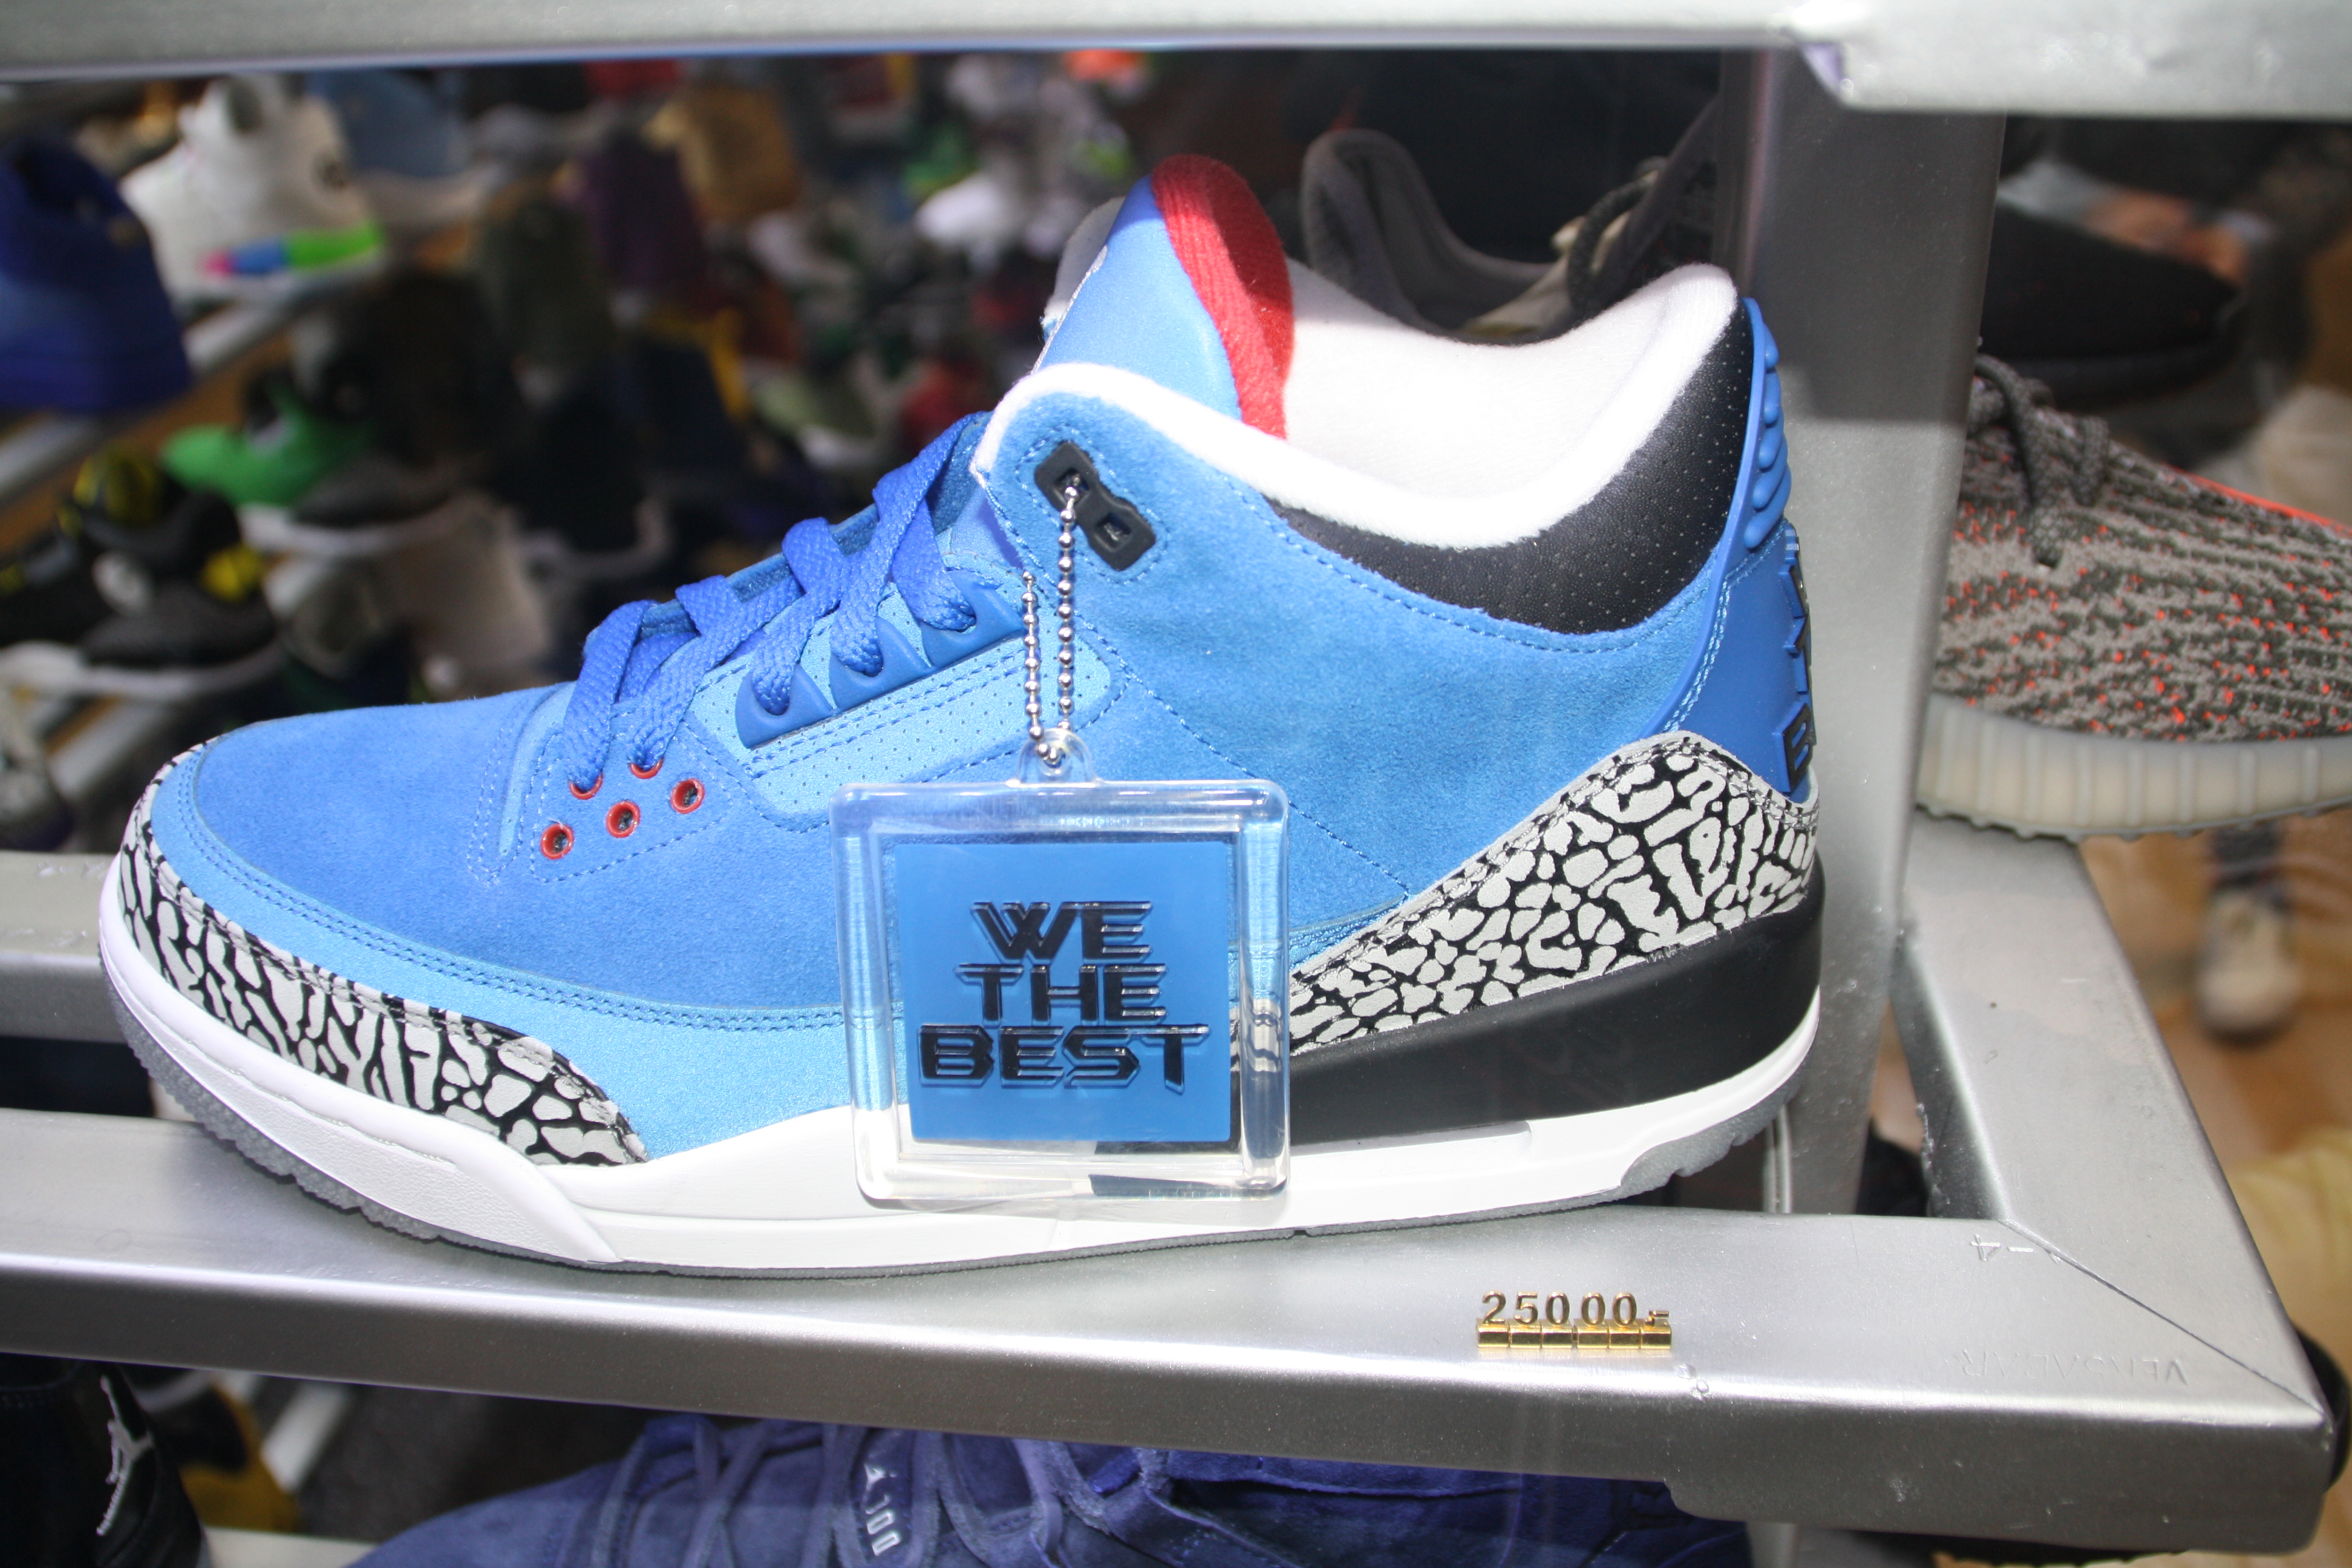 WE
THE
BEST
25000.-